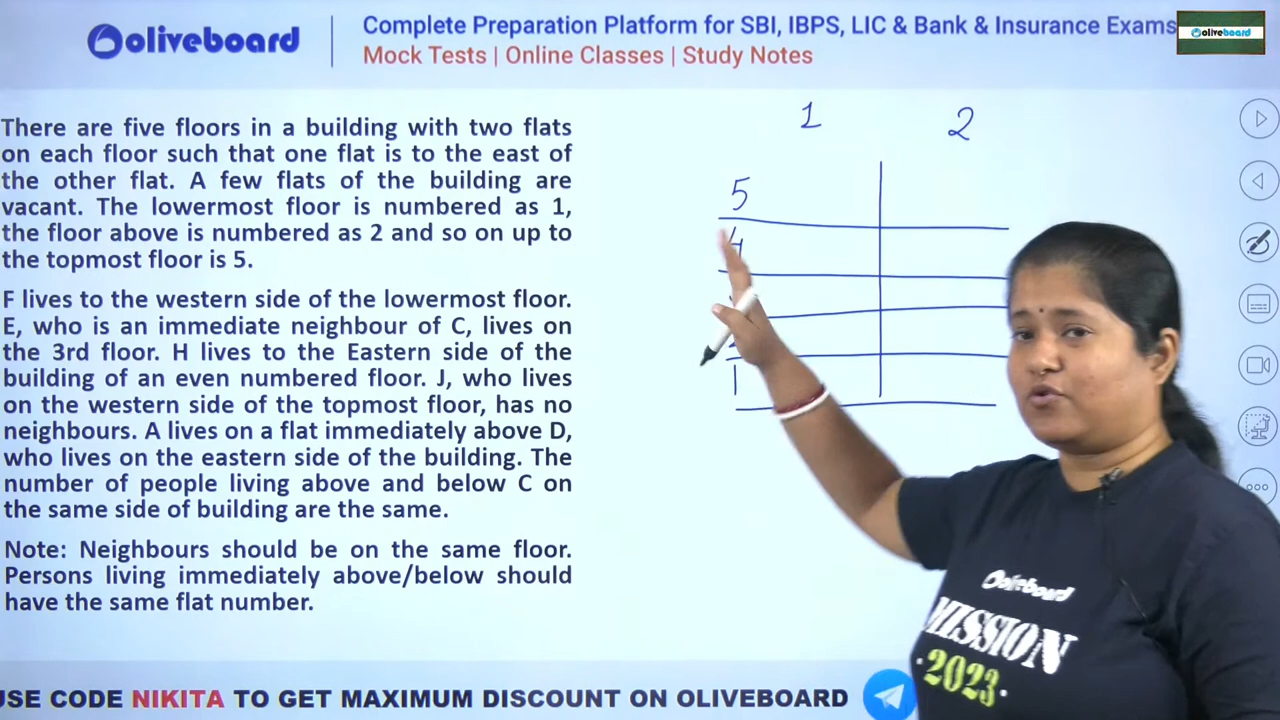 oliveboard
Complete Preparation Platform for SBI, IBPS, LIC & Bank & Insurance Exams
Mock Tests | Online Classes | Study Notes
oliveboard
There are five floors in a building with two flats
on each floor such that one flat is to the east of
the other flat. A few flats of the building are
vacant. The lowermost floor is numbered as 1,
the floor above is numbered as 2 and so on up to
the topmost floor is 5.
F lives to the western side of the lowermost floor.
E, who is an immediate neighbour of C, lives on
the 3rd floor. H lives to the Eastern side of the
building of an even numbered floor. J, who lives
on the western side of the topmost floor, has no
neighbours. A lives on a flat immediately above D,
who lives on the eastern side of the building. The
number of people living above and below C on
the same side of building are the same.
Note: Neighbours should be on the same floor.
Persons living immediately above/below should
have the same flat number.
1 2
5
4
1
Oliveboard
MISSION
2023
USE CODE NIKITA TO GET MAXIMUM DISCOUNT ON OLIVEBOARD